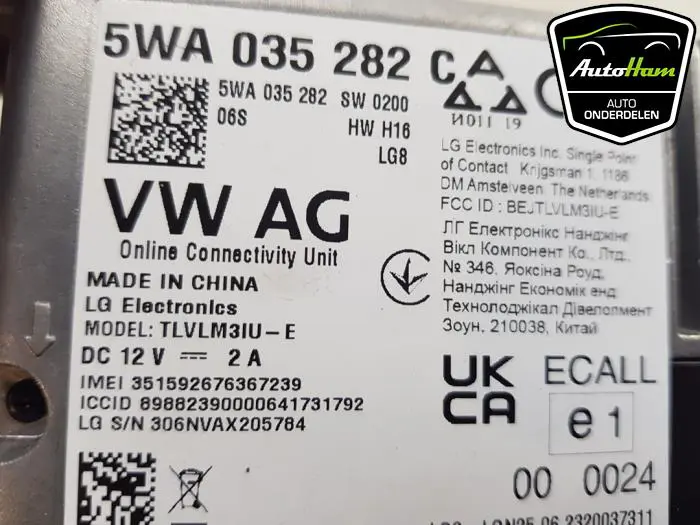 5WA 035 282 C
5WA 035 282 SW 0200
06S HW H16
LG8
И011 19
VW AG
Online Connectivity Unit
MADE IN CHINA
LG Electronics
MODEL: TLVLM3IU-E
DC 12 V 2 A
IMEI 351592676367239
ICCID 89882390000641731792
LG S/N 306NVAX205784
LG Electronics Inc. Single Point
of Contact Krijgsman 1, 1186
DM Amstelveen The Netherlands
FCC ID : BEJTLVLM3IU-E
ЛГ Електронікс Нанджінг
Вікл Компонент Ко., Лтд.,
№ 346, Яоксіна Роуд,
Нанджінг Економік енд
Технолоджікал Дівелопмент
Зоун, 210038, Китай
UK
CA
ECALL
e1
00 0024
AutoHam
AUTO
ONDERDELEN